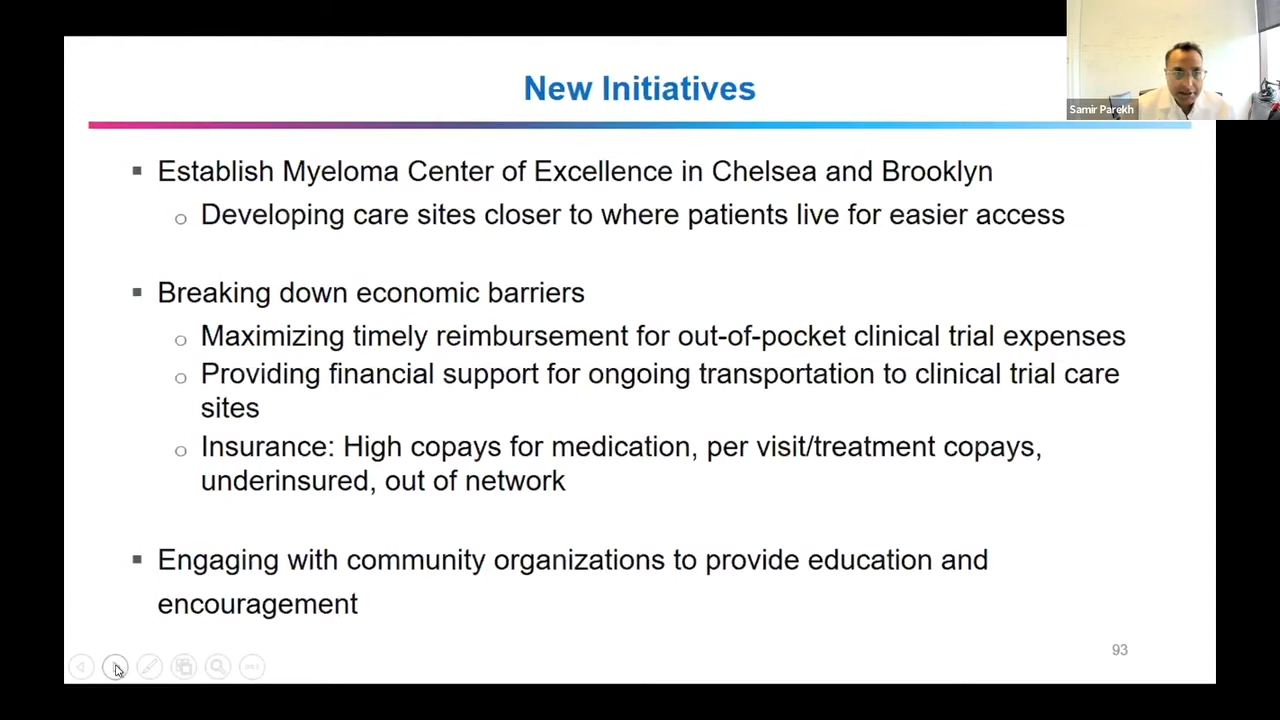 New Initiatives
Samir Parekh
▪ Establish Myeloma Center of Excellence in Chelsea and Brooklyn
○ Developing care sites closer to where patients live for easier access
▪ Breaking down economic barriers
○ Maximizing timely reimbursement for out-of-pocket clinical trial expenses
○ Providing financial support for ongoing transportation to clinical trial care
sites
○ Insurance: High copays for medication, per visit/treatment copays,
underinsured, out of network
▪ Engaging with community organizations to provide education and
encouragement
93